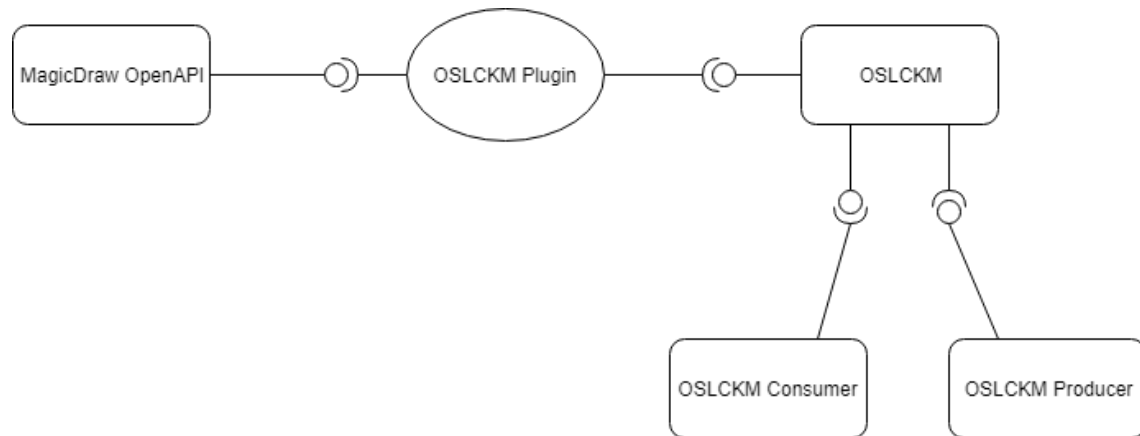 MagicDraw OpenAPI
OSLCKM Plugin
OSLCKM
OSLCKM Consumer
OSLCKM Producer